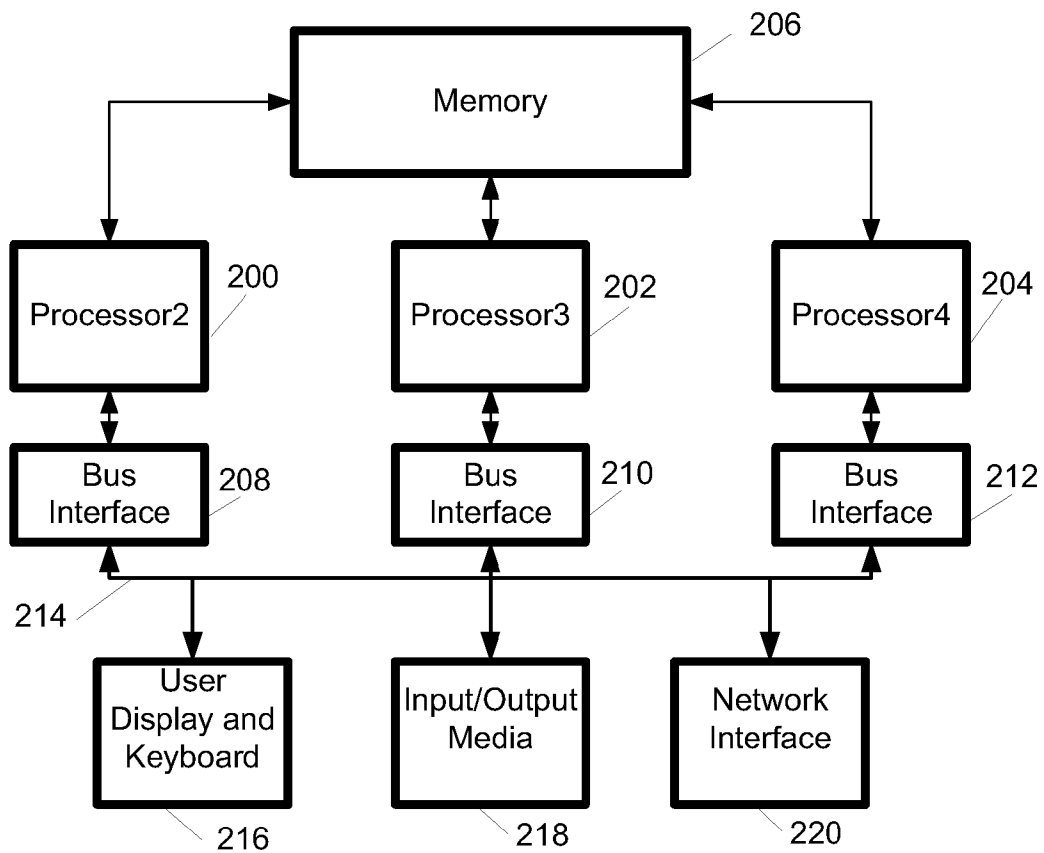 206
Memory
200
202
204
Processor2
Processor3
Processor4
208
210
212
Bus
Interface
Bus
Interface
Bus
Interface
214
User
Display and
Keyboard
Input/Output
Media
Network
Interface
216
218
220